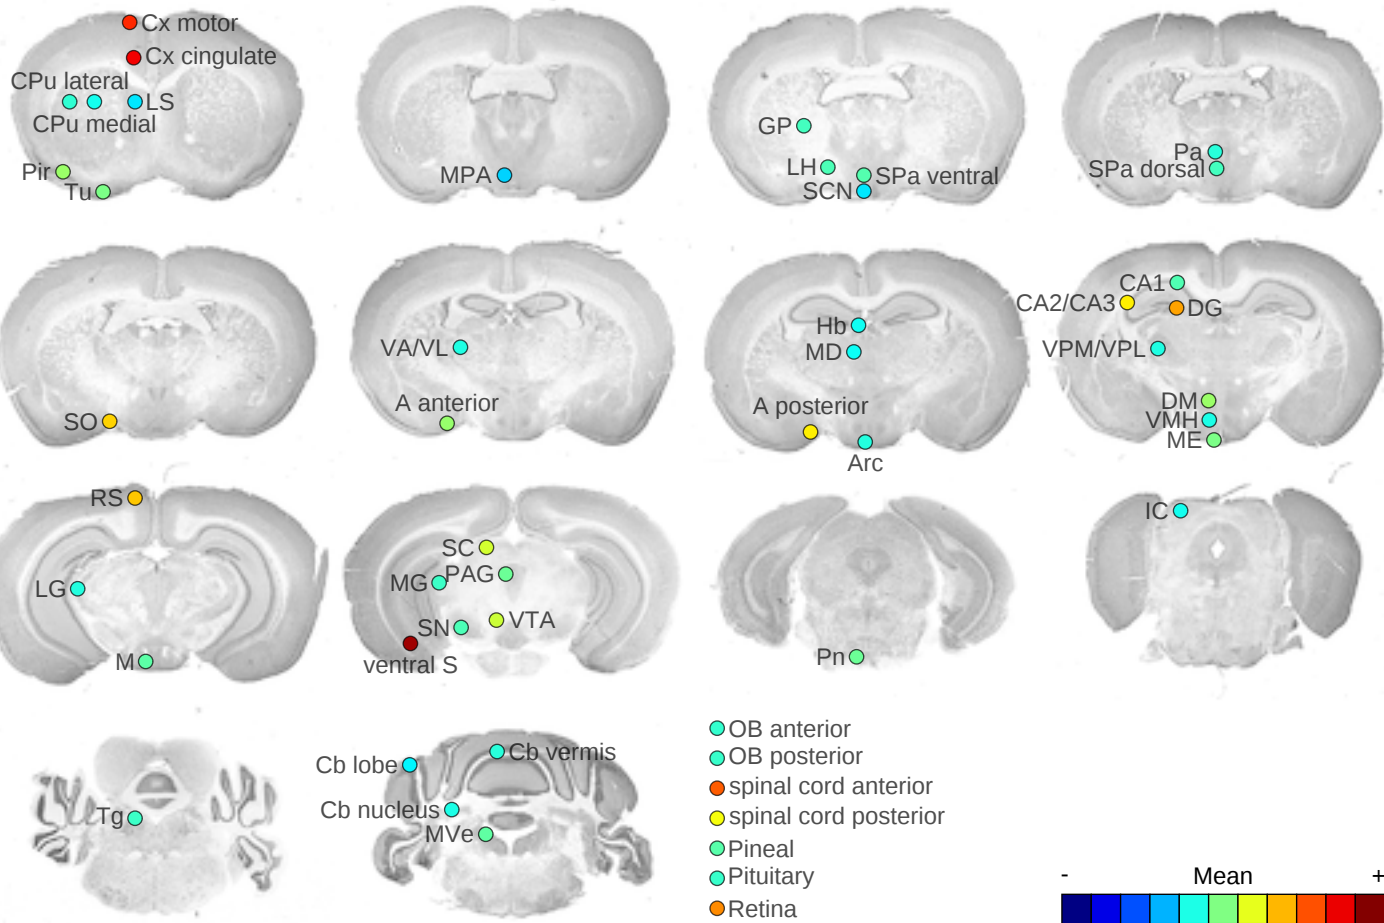 Cx motor
Cx cingulate
CPu lateral
LS
CPu medial
Pir
Tu
MPA
GP
LH
SPa ventral
SCN
Pa
SPa dorsal
SO
VA/VL
A anterior
Hb
MD
A posterior
Arc
CA1
CA2/CA3
DG
VPM/VPL
DM
VMH
ME
RS
LG
M
SC
MG
PAG
SN
VTA
ventral S
Pn
IC
Tg
Cb lobe
Cb vermis
Cb nucleus
MVe
OB anterior
OB posterior
spinal cord anterior
spinal cord posterior
Pineal
Pituitary
Retina
- Mean +